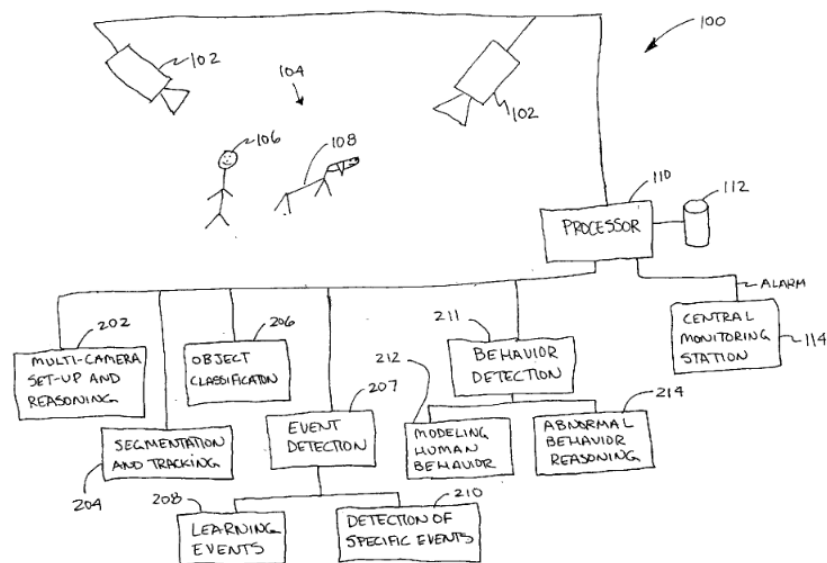 100
102
104
102
106
108
110
112
PROCESSOR
ALARM
202
206
211
CENTRAL
MONITORING
STATION
114
MULTI-CAMERA
SET-UP AND
REASONING
OBJECT
CLASSIFICATON
BEHAVIOR
DETECTION
212
207
214
SEGMENTATION
AND TRACKING
204
EVENT
DETECTION
MODELING
HUMAN
BEHAVIOR
ABNORMAL
BEHAVIOR
REASONING
208
210
LEARNING
EVENTS
DETECTION OF
SPECIFIC EVENTS